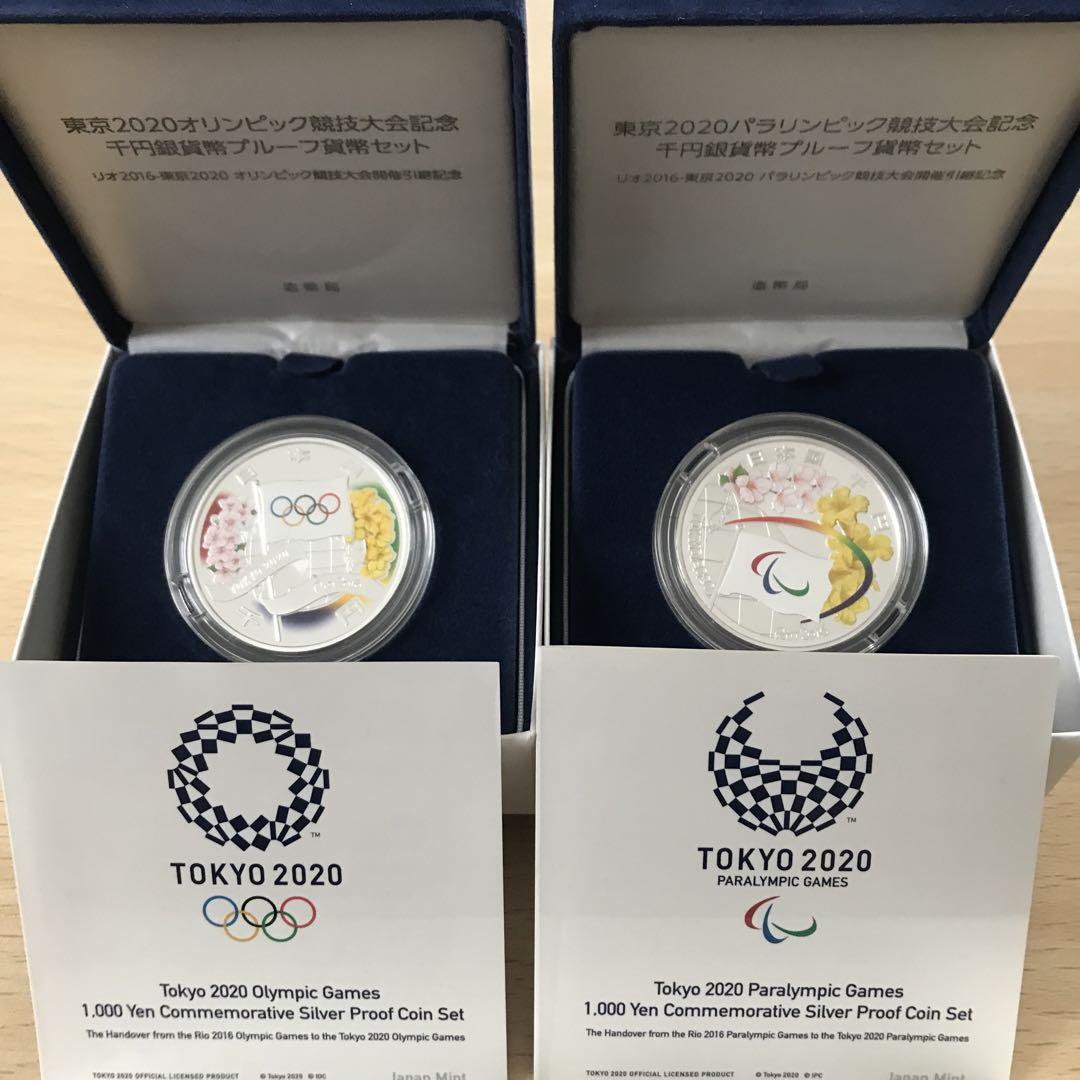 東京2020オリンピック競技大会記念
千円銀貨幣プルーフ貨幣セット
リオ2016-東京2020 オリンピック競技大会開催引継記念
造幣局
東京2020パラリンピック競技大会記念
千円銀貨幣プルーフ貨幣セット
リオ2016-東京2020 パラリンピック競技大会開催引継記念
造幣局
日本国
TOKYO 2020
Tokyo 2020 Olympic Games
1,000 Yen Commemorative Silver Proof Coin Set
The Handover from the Rio 2016 Olympic Games to the Tokyo 2020 Olympic Games
TOKYO 2020 OFFICIAL LICENSED PRODUCT © Tokyo 2020 © IOC
Japan Mint
TOKYO 2020
PARALYMPIC GAMES
Tokyo 2020 Paralympic Games
1,000 Yen Commemorative Silver Proof Coin Set
The Handover from the Rio 2016 Paralympic Games to the Tokyo 2020 Paralympic Games
TOKYO 2020 OFFICIAL LICENSED PRODUCT © Tokyo 2020 © IPC
Japan Mint